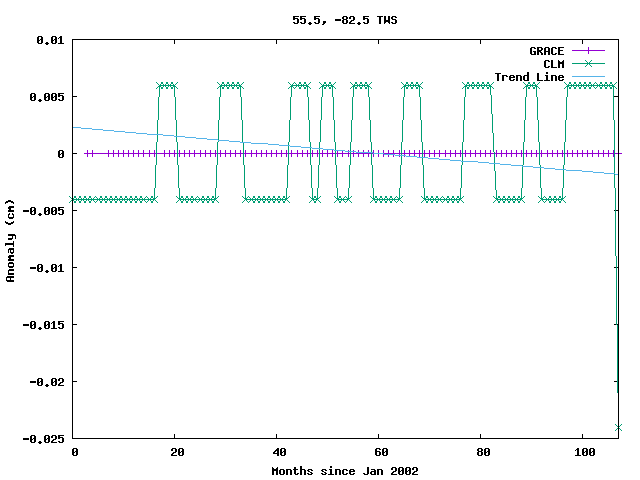 55.5, -82.5 TWS
GRACE
CLM
Trend Line
0.01
0.005
0
-0.005
-0.01
-0.015
-0.02
-0.025
Anomaly (cm)
0 20 40 60 80 100
Months since Jan 2002